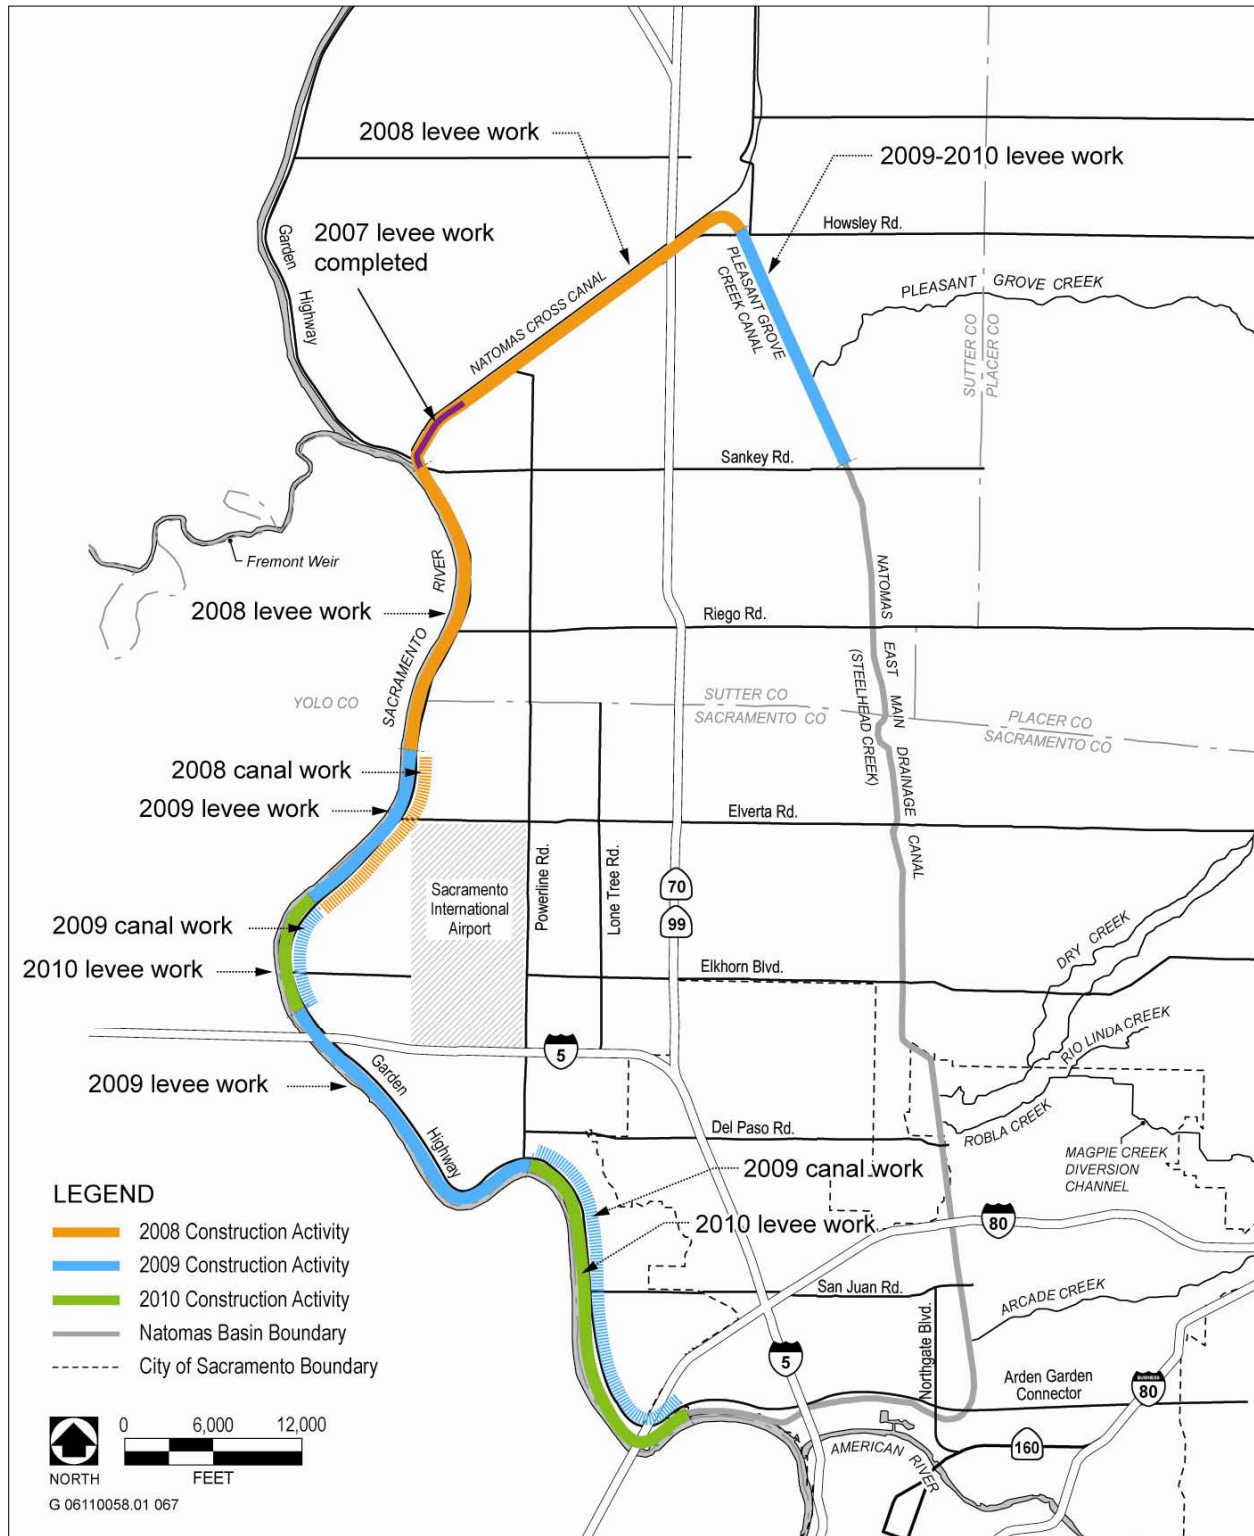 2008 levee work
2009-2010 levee work
Howsley Rd.
Garden
Highway
2007 levee work
completed
NATOMAS CROSS CANAL
PLEASANT GROVE
CREEK CANAL
PLEASANT GROVE CREEK
SUTTER CO
PLACER CO
Sankey Rd.
Fremont Weir
RIVER
SACRAMENTO
2008 levee work
Riego Rd.
NATOMAS EAST MAIN DRAINAGE CANAL
(STEELHEAD CREEK)
YOLO CO
SUTTER CO
SACRAMENTO CO
PLACER CO
SACRAMENTO CO
2008 canal work
2009 levee work
Elverta Rd.
Powerline Rd.
Lone Tree Rd.
Sacramento
International
Airport
70
99
2009 canal work
2010 levee work
Elkhorn Blvd.
DRY CREEK
RIO LINDA CREEK
5
2009 levee work
Garden
Highway
Del Paso Rd.
ROBLA CREEK
MAGPIE CREEK
DIVERSION
CHANNEL
2009 canal work
2010 levee work
80
San Juan Rd.
ARCADE CREEK
Northgate Blvd.
5
Arden Garden
Connector
BUSINESS
80
AMERICAN
RIVER
160
LEGEND
2008 Construction Activity
2009 Construction Activity
2010 Construction Activity
Natomas Basin Boundary
City of Sacramento Boundary
0 6,000 12,000
FEET
NORTH
G 06110058.01 067